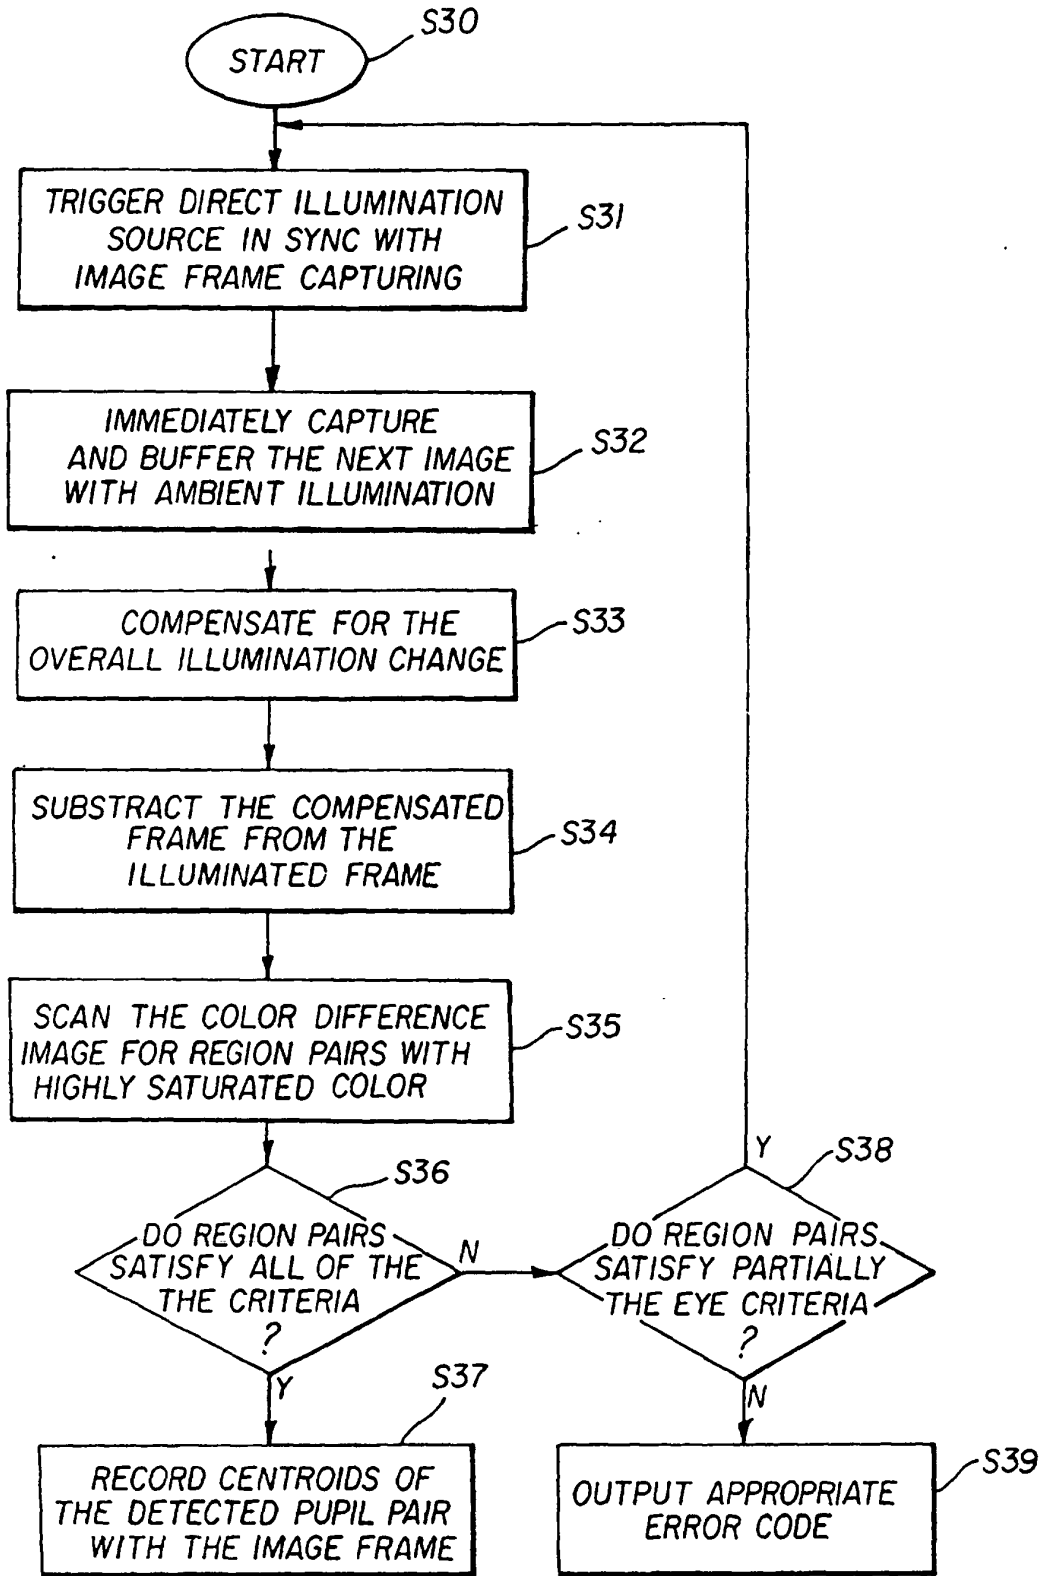 S30
START
TRIGGER DIRECT ILLUMINATION
SOURCE IN SYNC WITH
IMAGE FRAME CAPTURING
S31
IMMEDIATELY CAPTURE
AND BUFFER THE NEXT IMAGE
WITH AMBIENT ILLUMINATION
S32
COMPENSATE FOR THE
OVERALL ILLUMINATION CHANGE
S33
SUBSTRACT THE COMPENSATED
FRAME FROM THE
ILLUMINATED FRAME
S34
SCAN THE COLOR DIFFERENCE
IMAGE FOR REGION PAIRS WITH
HIGHLY SATURATED COLOR
S35
S36
DO REGION PAIRS
SATISFY ALL OF THE
THE CRITERIA
?
N
Y
S38
Y
DO REGION PAIRS
SATISFY PARTIALLY
THE EYE CRITERIA
?
N
S37
RECORD CENTROIDS OF
THE DETECTED PUPIL PAIR
WITH THE IMAGE FRAME
S39
OUTPUT APPROPRIATE
ERROR CODE